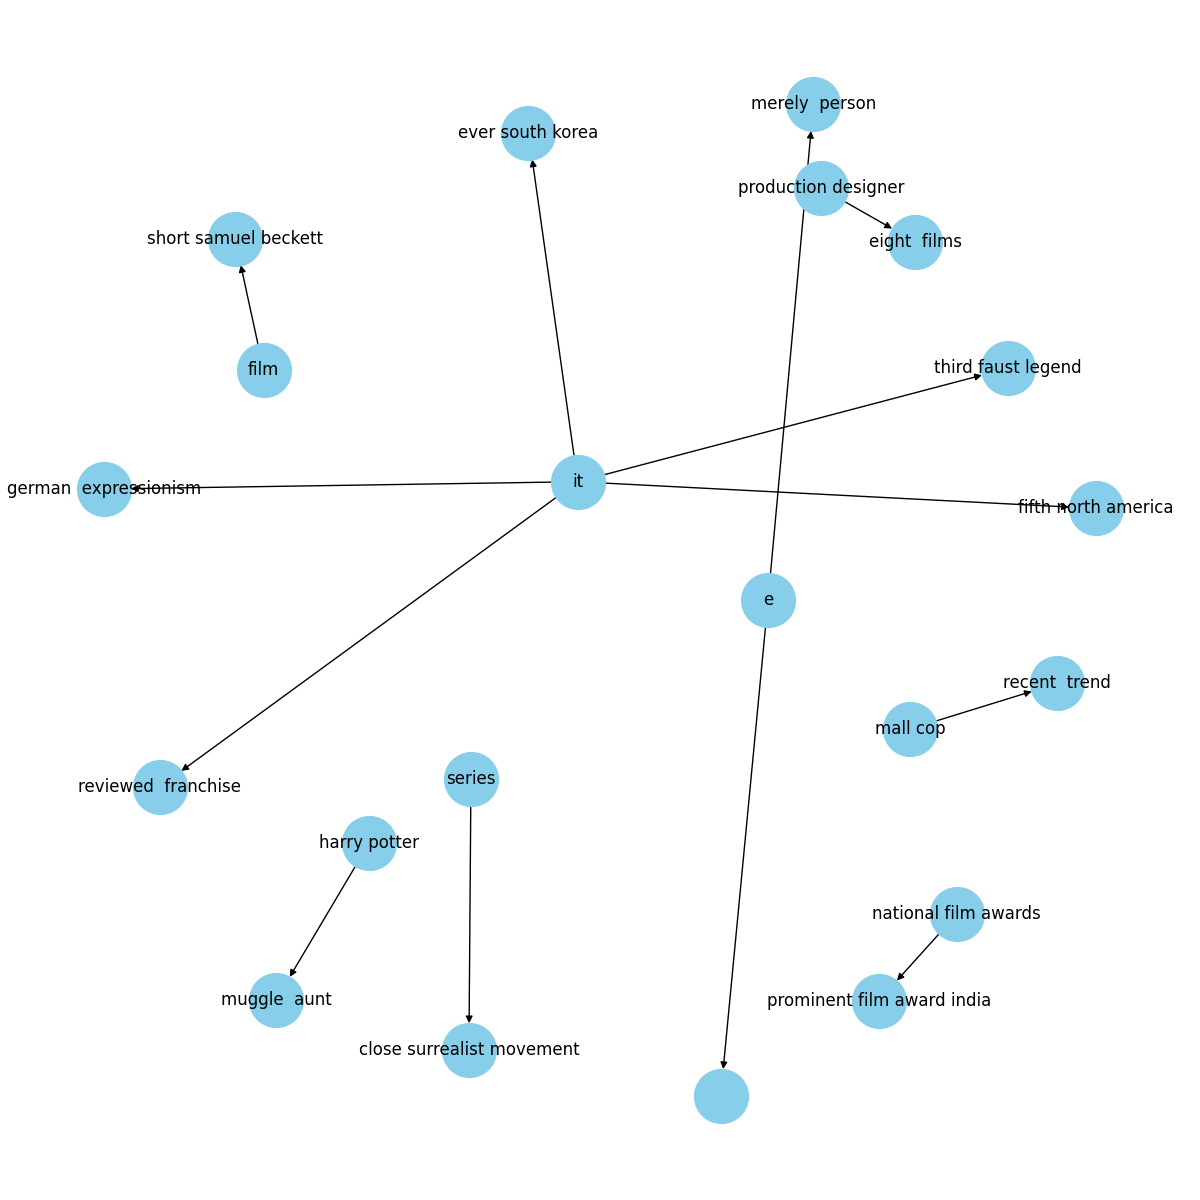 merely  person
ever south korea
production designer
short samuel beckett
eight  films
third faust legend
film
it
german  expressionism
fifth north america
e
recent  trend
mall cop
series
reviewed  franchise
harry potter
national film awards
muggle  aunt
prominent film award india
close surrealist movement